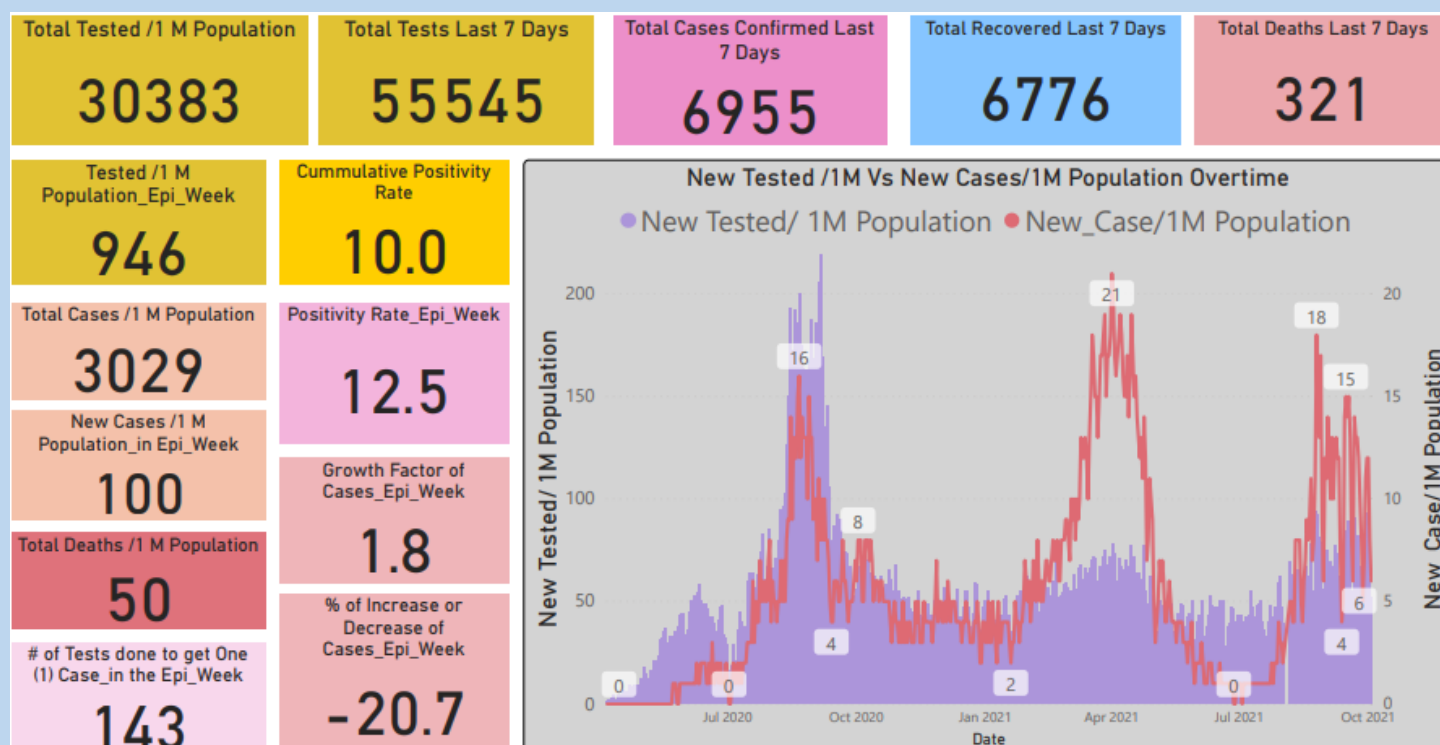 Total Tested /1 M Population
30383
Total Tests Last 7 Days
55545
Total Cases Confirmed Last
7 Days
6955
Total Recovered Last 7 Days
6776
Total Deaths Last 7 Days
321
Tested /1 M
Population_Epi_Week
946
Cummulative Positivity
Rate
10.0
Total Cases /1 M Population
3029
Positivity Rate_Epi_Week
12.5
New Cases /1 M
Population_in Epi_Week
100
Growth Factor of
Cases_Epi_Week
1.8
Total Deaths /1 M Population
50
% of Increase or
Decrease of
Cases_Epi_Week
-20.7
# of Tests done to get One
(1) Case_in the Epi_Week
143
New Tested /1M Vs New Cases/1M Population Overtime
New Tested/ 1M Population
New_Case/1M Population
New Tested/ 1M Population
200
150
100
50
0
20
15
10
5
0
New_Case/1M Population
0
0
16
4
8
2
21
0
18
15
4
6
Jul 2020
Oct 2020
Jan 2021
Apr 2021
Jul 2021
Oct 2021
Date